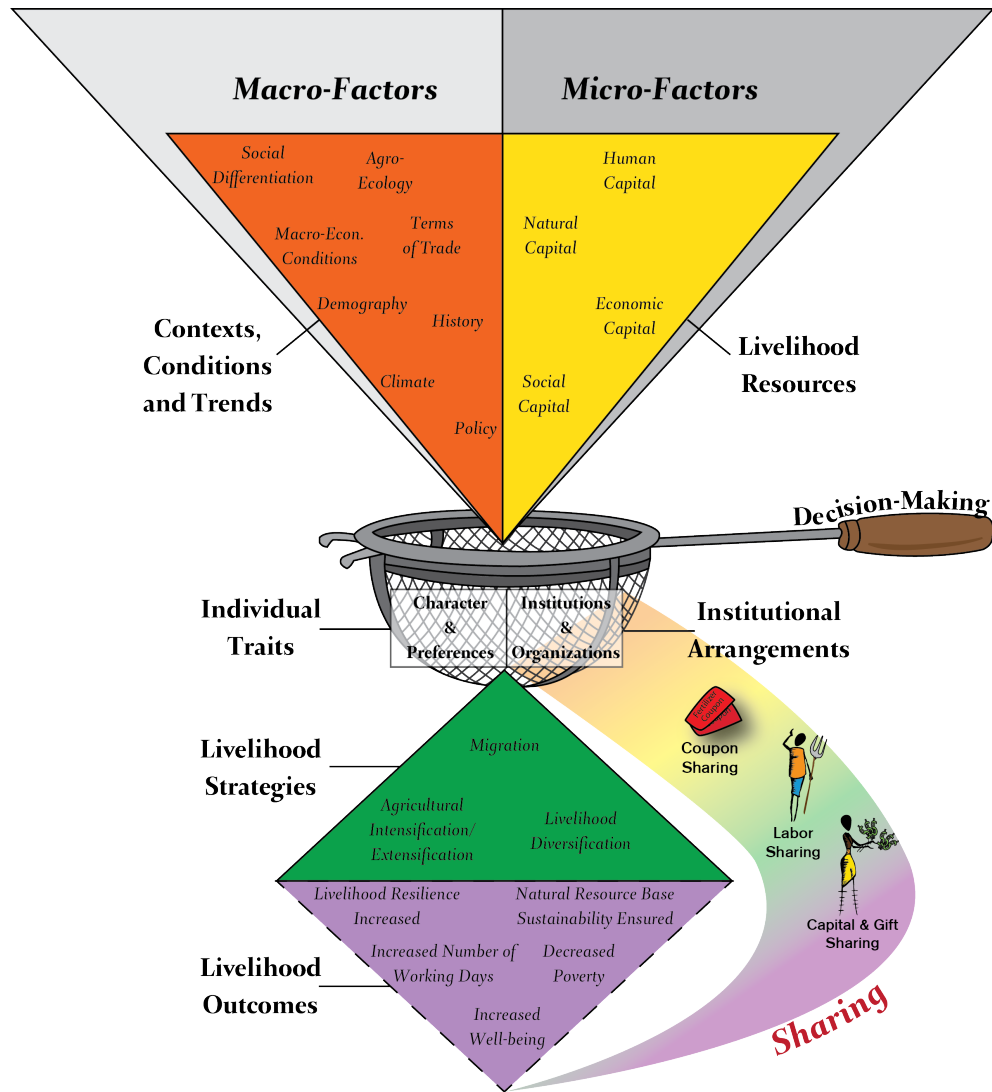 Macro-Factors
Micro-Factors
Social
Differentiation
Agro-
Ecology
Macro-Econ.
Conditions
Terms
of Trade
Demography
History
Climate
Policy
Human
Capital
Natural
Capital
Economic
Capital
Social
Capital
Contexts,
Conditions
and Trends
Livelihood
Resources
Decision-Making
Individual
Traits
Character
&
Preferences
Institutions
&
Organizations
Institutional
Arrangements
Fertilizer
Coupon
Coupon
Sharing
Labor
Sharing
Capital & Gift
Sharing
Sharing
Livelihood
Strategies
Migration
Agricultural
Intensification/
Extensification
Livelihood
Diversification
Livelihood
Outcomes
Livelihood Resilience
Increased
Natural Resource Base
Sustainability Ensured
Increased Number of
Working Days
Decreased
Poverty
Increased
Well-being